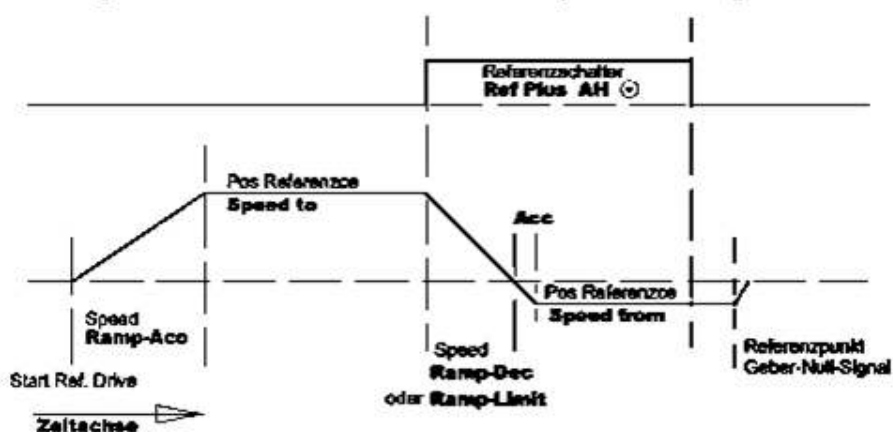 Referenzschalter
Ref Plus AH
Pos Referenzce
Speed to
Acc
Pos Referenzce
Speed from
Speed
Ramp-Acc
Speed
Ramp-Dec
oder Ramp-Limit
Referenzpunkt
Geber-Null-Signal
Start Ref. Drive
Zeitachse